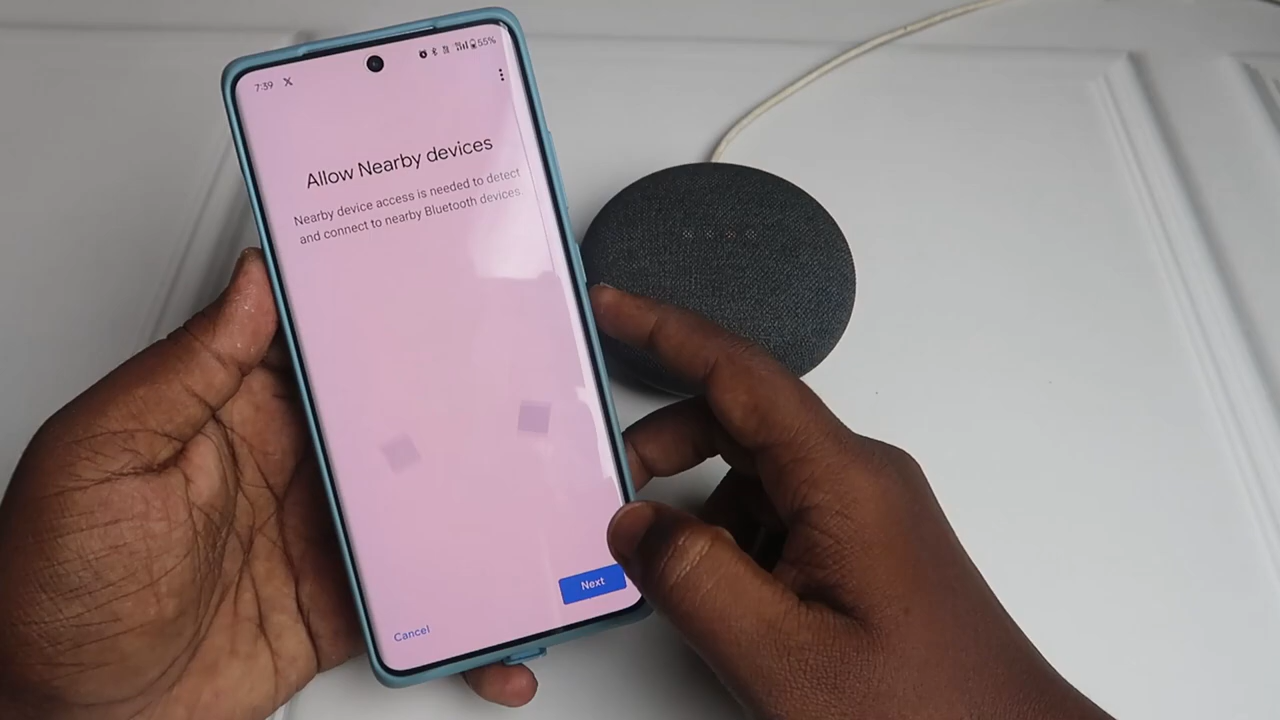 7:39 X 55%
Allow Nearby devices
Nearby device access is needed to detect
and connect to nearby Bluetooth devices.
Next
Cancel